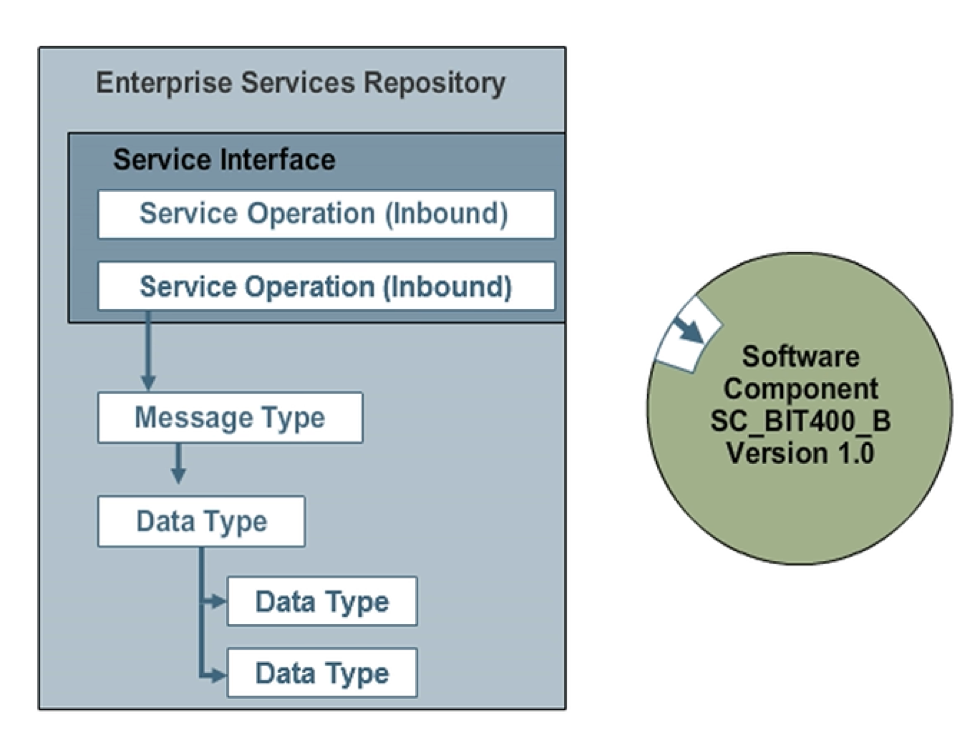 Enterprise Services Repository
Service Interface
Service Operation (Inbound)
Service Operation (Inbound)
Message Type
Data Type
Data Type
Data Type
Software
Component
SC_BIT400_B
Version 1.0